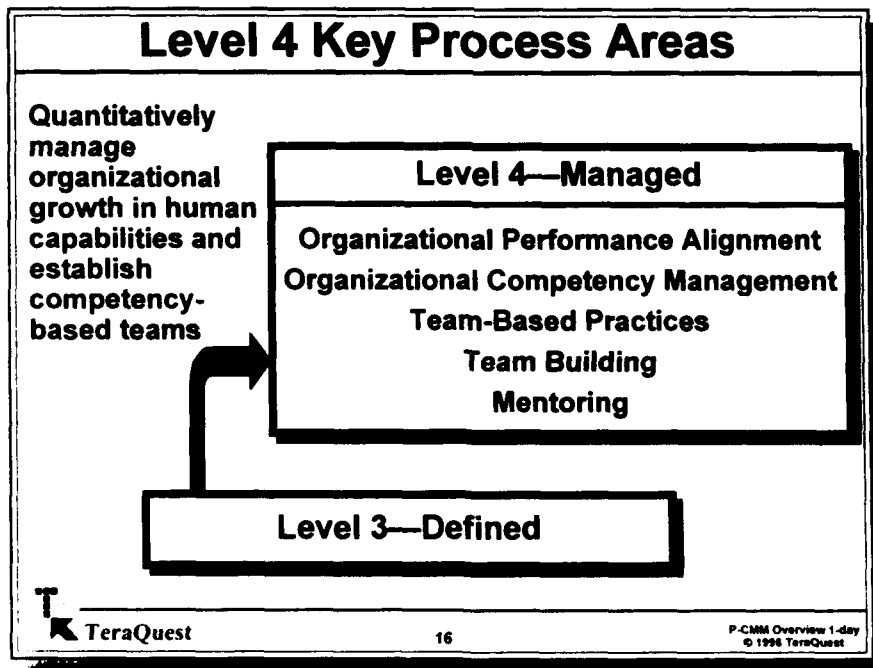 Level 4 Key Process Areas
Quantitatively
manage
organizational
growth in human
capabilities and
establish
competency-
based teams
Level 4—Managed
Organizational Performance Alignment
Organizational Competency Management
Team-Based Practices
Team Building
Mentoring
Level 3—Defined
TeraQuest
16
P-CMM Overview 1-day
© 1996 TeraQuest